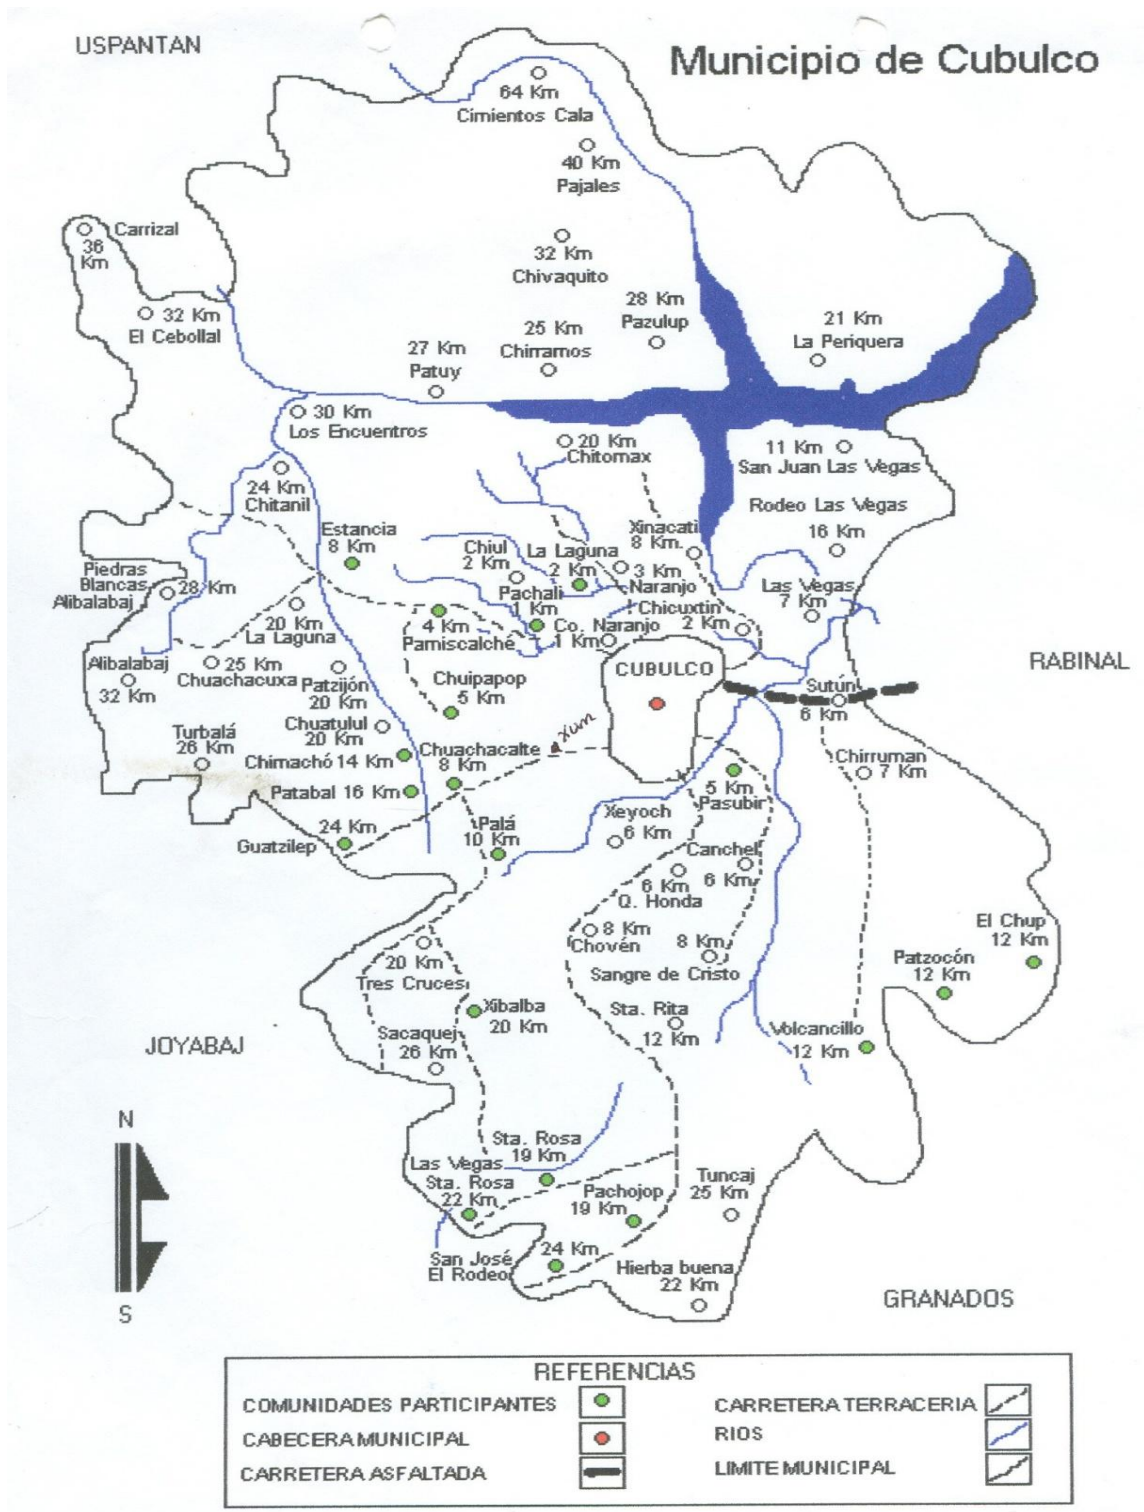 USPANTAN
Municipio de Cubulco
64 Km
Cimientos Cala
40 Km
Pajales
Carrizal
36
Km
32 Km
Chivaquito
32 Km
El Cebollal
28 Km
Pazulup
25 Km
Chirramos
21 Km
La Periquera
27 Km
Patuy
30 Km
Los Encuentros
20 Km
Chitomax
11 Km
San Juan Las Vegas
24 Km
Chitanil
Rodeo Las Vegas
16 Km
Estancia
8 Km
Xinacati
8 Km
Chiul
2 Km
La Laguna
2 Km
3 Km
Naranjo
Piedras
Blancas
Alibalabaj
28 Km
Pachali
1 Km
Las Vegas
7 Km
20 Km
La Laguna
4 Km
Pamiscalché
Co. Naranjo
1 Km
Chicuxtin
2 Km
Alibalabaj
32 Km
25 Km
Chuachacuxa
Patzijón
20 Km
Chuipapop
5 Km
CUBULCO
RABINAL
Sutún
6 Km
Turbalá
26 Km
Chuatulul
20 Km
Xun
Chimachó 14 Km
Chuachacalte
8 Km
Chirruman
7 Km
5 Km
Pasubir
Patabal 16 Km
24 Km
Guatzilep
Palá
10 Km
Xeyoch
6 Km
Canchel
6 Km
6 Km
Q. Honda
8 Km
Chovén
8 Km
Sangre de Cristo
El Chup
12 Km
Patzocón
12 Km
20 Km
Tres Cruces
Xibalba
20 Km
Sta. Rita
12 Km
JOYABAJ
Sacaquej
26 Km
Volcancillo
12 Km
N
S
Sta. Rosa
19 Km
Las Vegas
Sta. Rosa
22 Km
Pachojop
19 Km
Tuncaj
25 Km
San José
El Rodeo
24 Km
Hierba buena
22 Km
GRANADOS
REFERENCIAS
COMUNIDADES PARTICIPANTES
CARRETERA TERRACERIA
CABECERA MUNICIPAL
RIOS
CARRETERA ASFALTADA
LIMITE MUNICIPAL